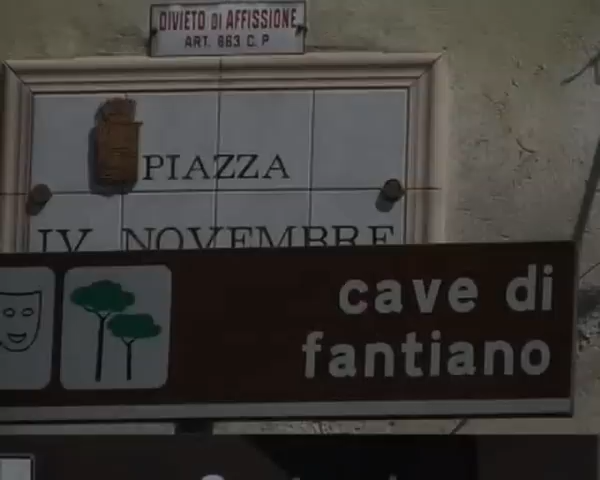 DIVIETO DI AFFISSIONE
ART. 663 C.P
PIAZZA
IV NOVEMBRE
cave di
fantiano